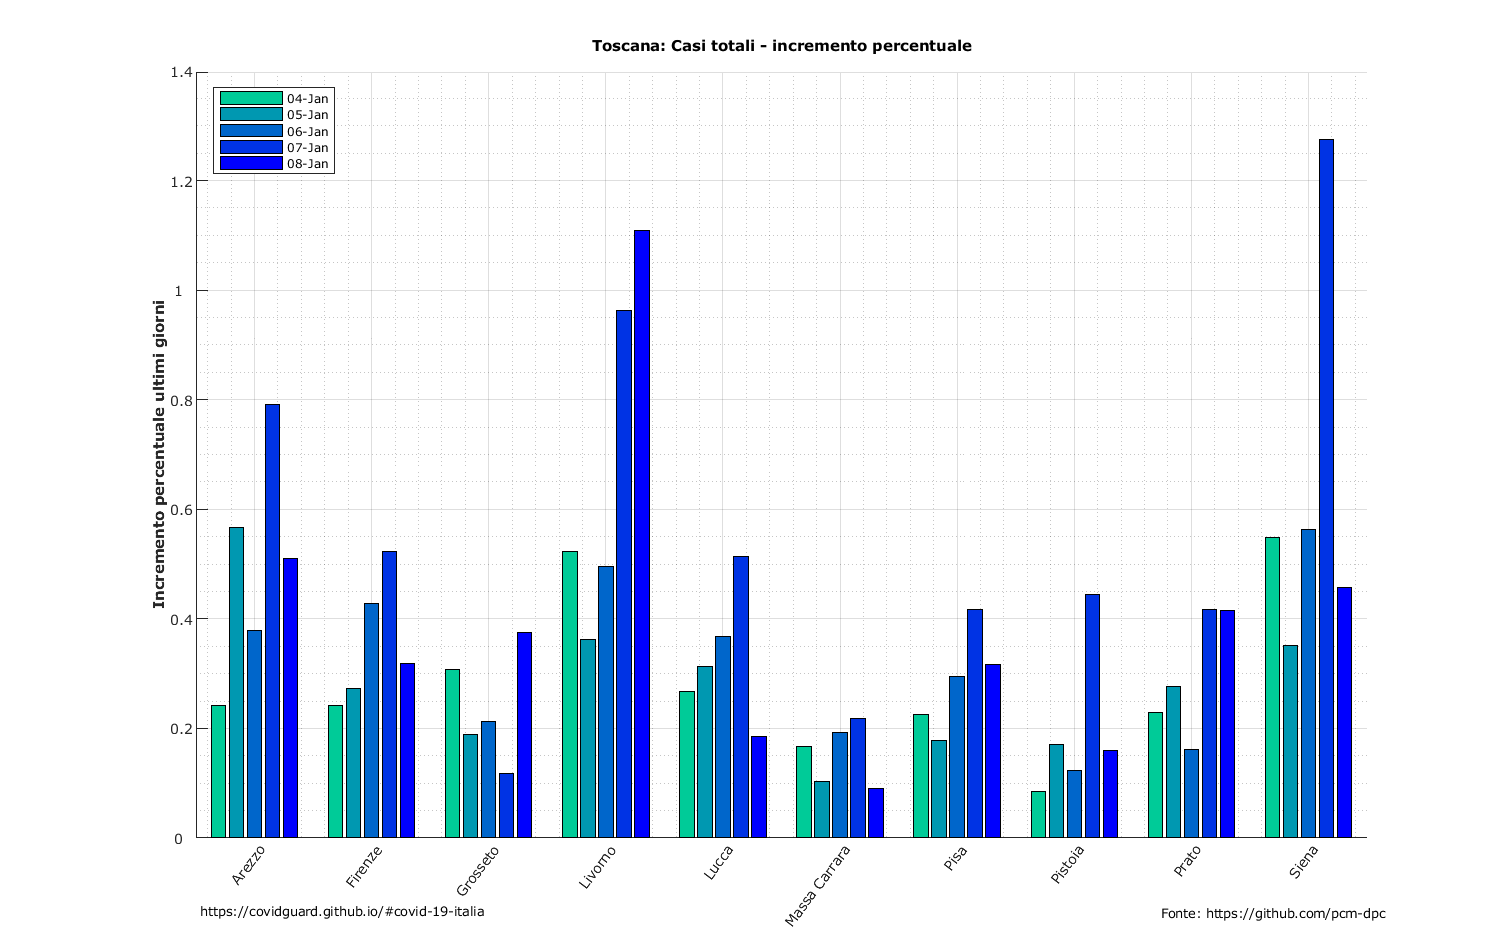 Toscana: Casi totali - incremento percentuale
1.4
1.2
1
0.8
0.6
0.4
0.2
0
Incremento percentuale ultimi giorni
04-Jan
05-Jan
06-Jan
07-Jan
08-Jan
Arezzo
Firenze
Grosseto
Livorno
Lucca
Massa Carrara
Pisa
Pistoia
Prato
Siena
https://covidguard.github.io/#covid-19-italia
Fonte: https://github.com/pcm-dpc